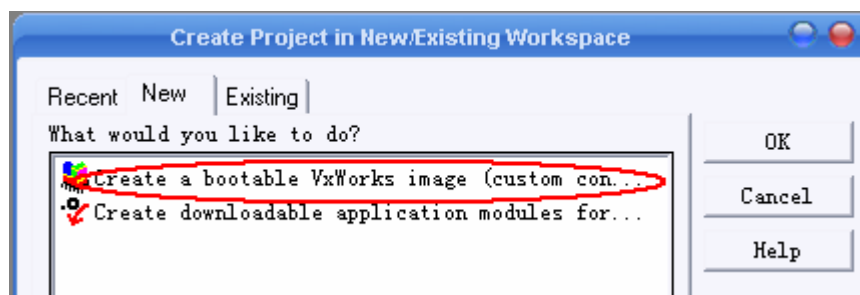 Create Project in New/Existing Workspace
Recent New Existing
What would you like to do?
Create a bootable VxWorks image (custom con...
Create downloadable application modules for...
OK
Cancel
Help